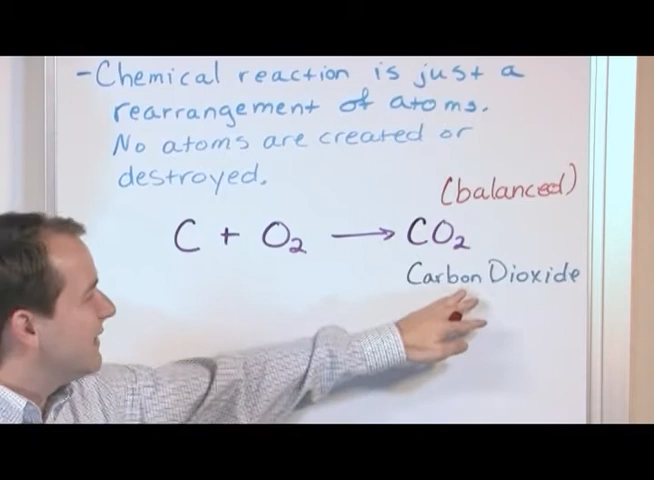 -Chemical reaction is just a
rearrangement of atoms.
No atoms are created or
destroyed.
(balanced)
C + O₂ ⟶ CO₂
Carbon Dioxide